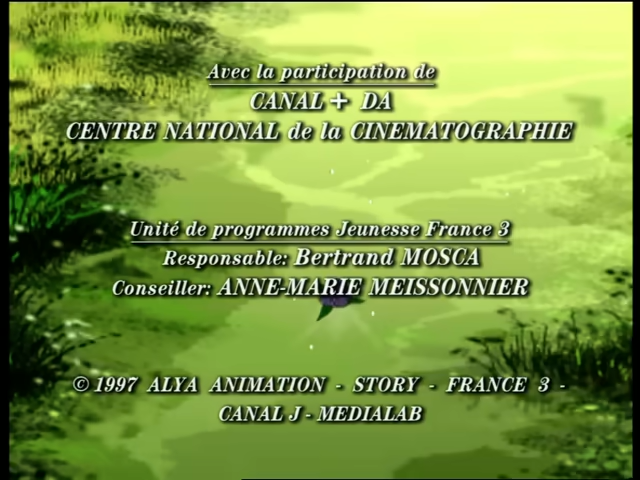 Avec la participation de
CANAL + DA
CENTRE NATIONAL de la CINEMATOGRAPHIE
Unité de programmes Jeunesse France 3
Responsable: Bertrand MOSCA
Conseiller: ANNE-MARIE MEISSONNIER
© 1997 ALYA ANIMATION - STORY - FRANCE 3 -
CANAL J - MEDIALAB